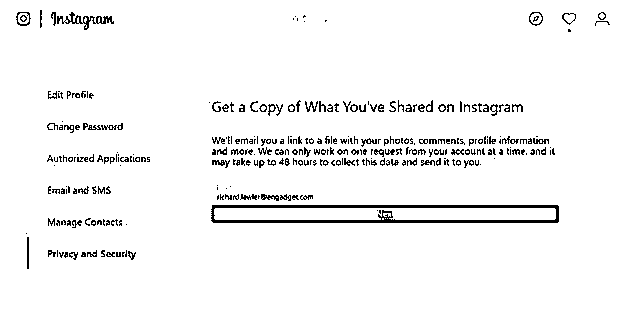 Instagram
Edit Profile
Change Password
Authorized Applications
Email and SMS
Manage Contacts
Privacy and Security
Get a Copy of What You've Shared on Instagram
We'll email you a link to a file with your photos, comments, profile information
and more. We can only work on one request from your account at a time, and it
may take up to 48 hours to collect this data and send it to you.
richard.lawler@engadget.com